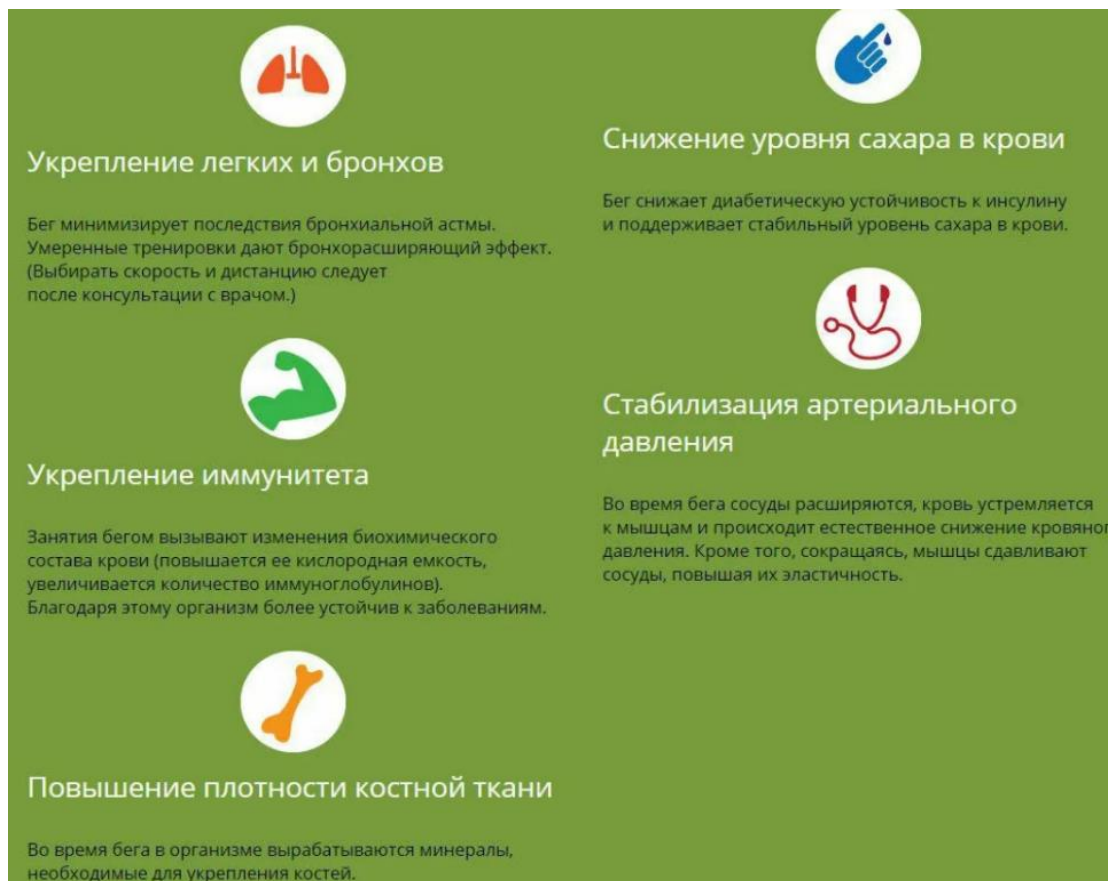 Укрепление легких и бронхов
Бег минимизирует последствия бронхиальной астмы.
Умеренные тренировки дают бронхорасширяющий эффект.
(Выбирать скорость и дистанцию следует
после консультации с врачом.)
Укрепление иммунитета
Занятия бегом вызывают изменения биохимического
состава крови (повышается ее кислородная емкость,
увеличивается количество иммуноглобулинов).
Благодаря этому организм более устойчив к заболеваниям.
Повышение плотности костной ткани
Во время бега в организме вырабатываются минералы,
необходимые для укрепления костей.
Снижение уровня сахара в крови
Бег снижает диабетическую устойчивость к инсулину
и поддерживает стабильный уровень сахара в крови.
Стабилизация артериального
давления
Во время бега сосуды расширяются, кровь устремляется
к мышцам и происходит естественное снижение
давления. Кроме того, сокращаясь, мышцы сдавливают
сосуды, повышая их эластичность.